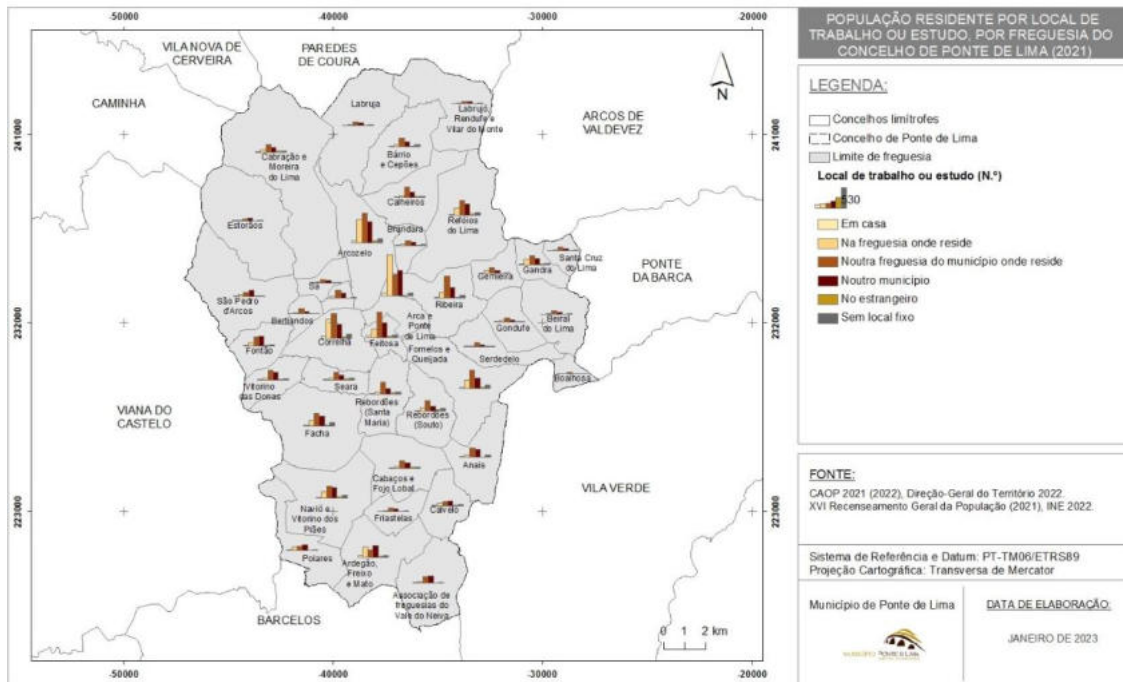 -50000
-40000
-30000
-20000
VILA NOVA DE
CERVEIRA
PAREDES
DE COURA
CAMINHA
ARCOS DE
VALDEVEZ
PONTE
DA BARCA
VIANA DO
CASTELO
VILA VERDE
BARCELOS
241000
232000
223000
241000
232000
223000
N
Labruja
Labrujó,
Rendufe e
Vilar do Monte
Cabração e
Moreira
do Lima
Bárrio
e Cepões
Calheiros
Estorãos
Refóios
do Lima
Brandara
Arcozelo
Santa Cruz
do Lima
Gemieira
Gandra
Sá
São Pedro
d'Arcos
Ribeira
Bertiandos
Arca e
Ponte
de Lima
Gondufe
Beiral
do Lima
Correlhã
Feitosa
Fornelos e
Queijada
Serdedelo
Fontão
Boalhosa
Vitorino
das Donas
Seara
Rebordões
(Santa
Maria)
Rebordões
(Souto)
Facha
Anais
Cabaços e
Fojo Lobal
Navió e
Vitorino dos
Piães
Friastelas
Calvelo
Poiares
Ardegão,
Freixo
e Mato
Associação de
freguesias do
Vale do Neiva
0 1 2 km
-50000
-40000
-30000
-20000
POPULAÇÃO RESIDENTE POR LOCAL DE
TRABALHO OU ESTUDO, POR FREGUESIA DO
CONCELHO DE PONTE DE LIMA (2021)
LEGENDA:
Concelhos limítrofes
Concelho de Ponte de Lima
Limite de freguesia
Local de trabalho ou estudo (N.º)
530
Em casa
Na freguesia onde reside
Noutra freguesia do município onde reside
Noutro município
No estrangeiro
Sem local fixo
FONTE:
CAOP 2021 (2022), Direção-Geral do Território 2022.
XVI Recenseamento Geral da População (2021), INE 2022.
Sistema de Referência e Datum: PT-TM06/ETRS89
Projeção Cartográfica: Transversa de Mercator
Município de Ponte de Lima
DATA DE ELABORAÇÃO:
JANEIRO DE 2023
PONTE DE LIMA